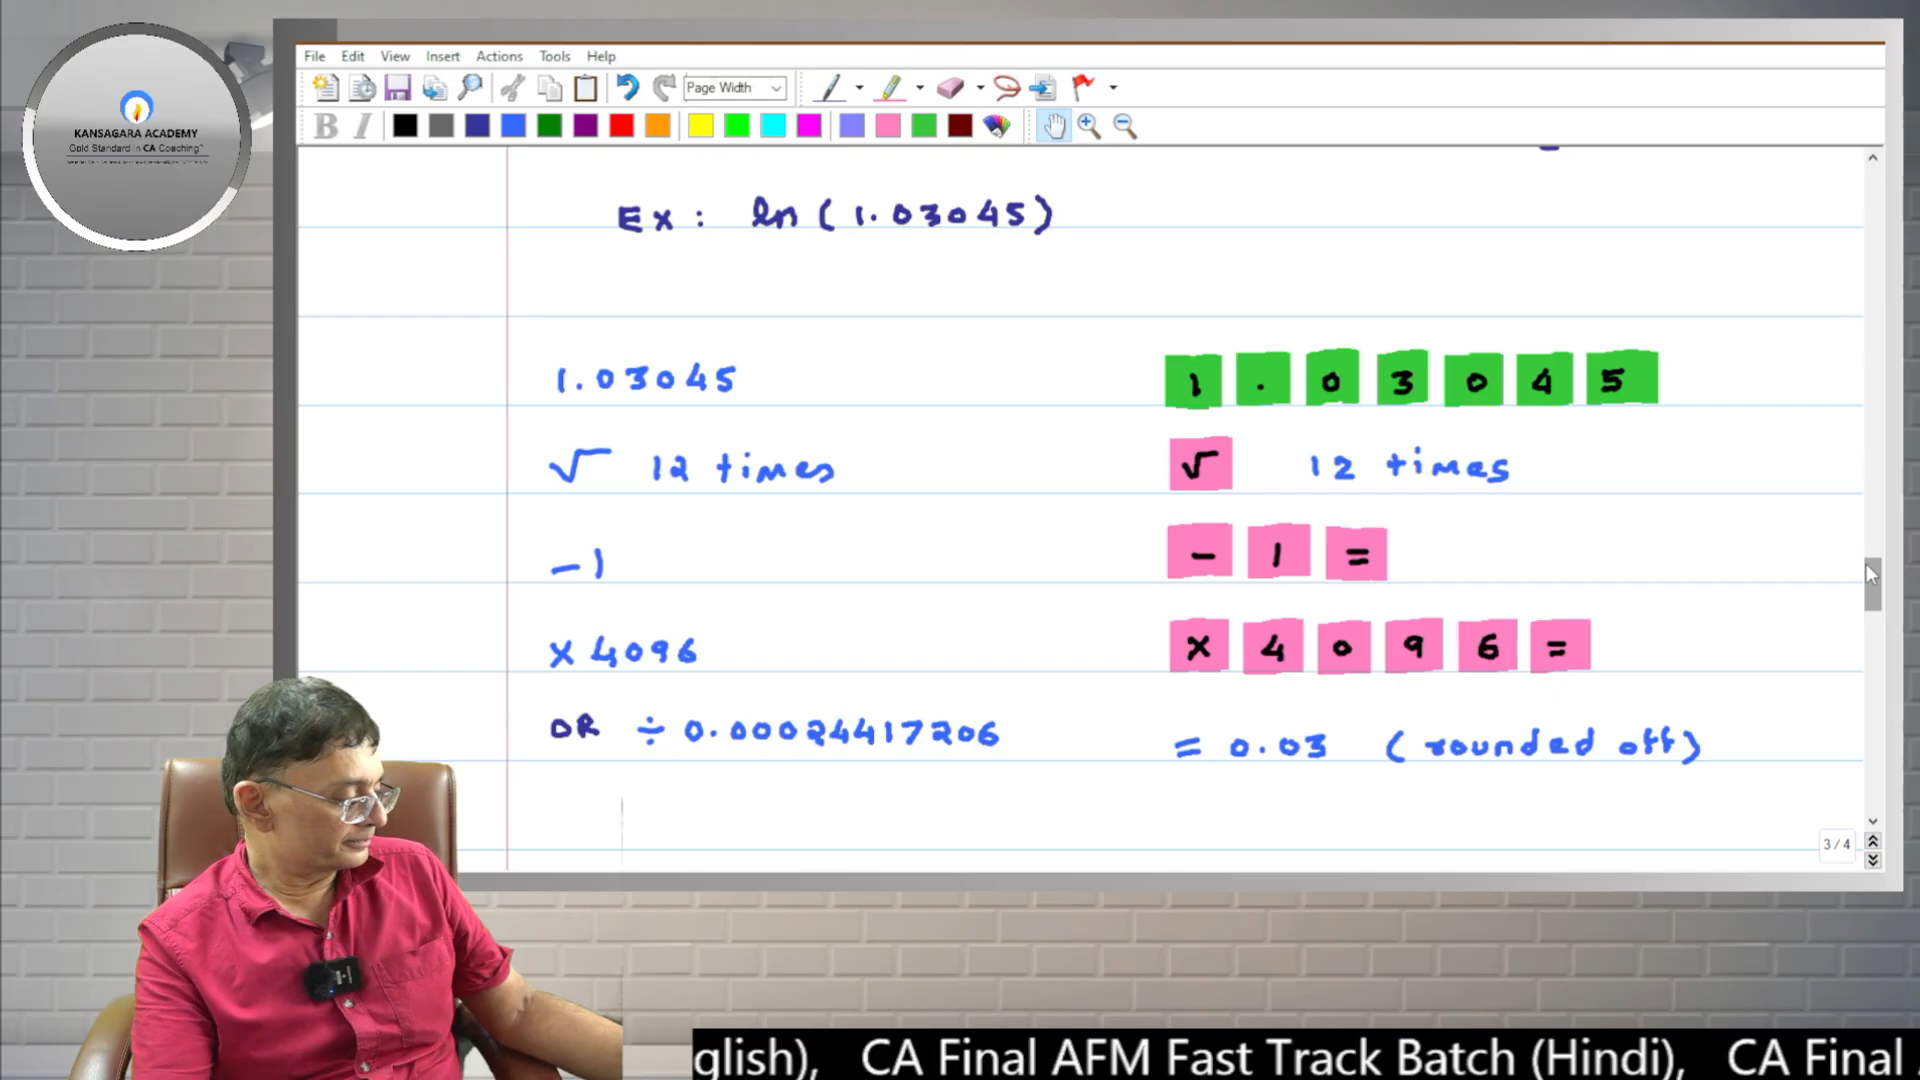 KANSAGARA ACADEMY
Gold Standard in CA Coaching™
File Edit View Insert Actions Tools Help
Page Width
B I
Ex: ln (1.03045)
1.03045
1 . 0 3 0 4 5
√ 12 times
√ 12 times
-1
- 1 =
x 4096
x 4 0 9 6 =
OR ÷ 0.00024417206
= 0.03 (rounded off)
3 / 4
glish), CA Final AFM Fast Track Batch (Hindi), CA Final